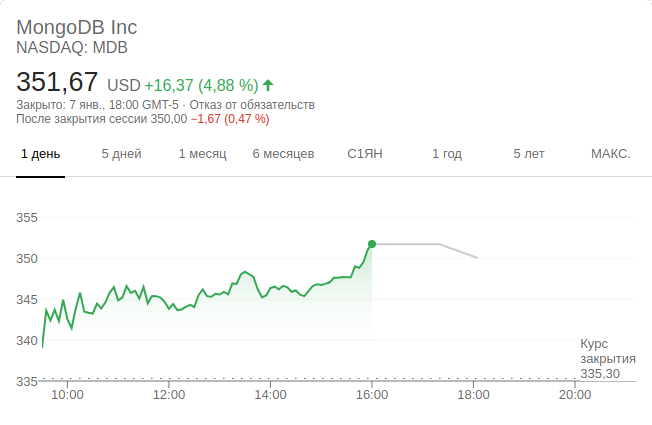 MongoDB Inc
NASDAQ: MDB
351,67 USD +16,37 (4,88 %)
Закрыто: 7 янв., 18:00 GMT-5 · Отказ от обязательств
После закрытия сессии 350,00 −1,67 (0,47 %)
1 день 5 дней 1 месяц 6 месяцев С1ЯН 1 год 5 лет МАКС.
355
350
345
340
335
Курс
закрытия
335,30
10:00 12:00 14:00 16:00 18:00 20:00